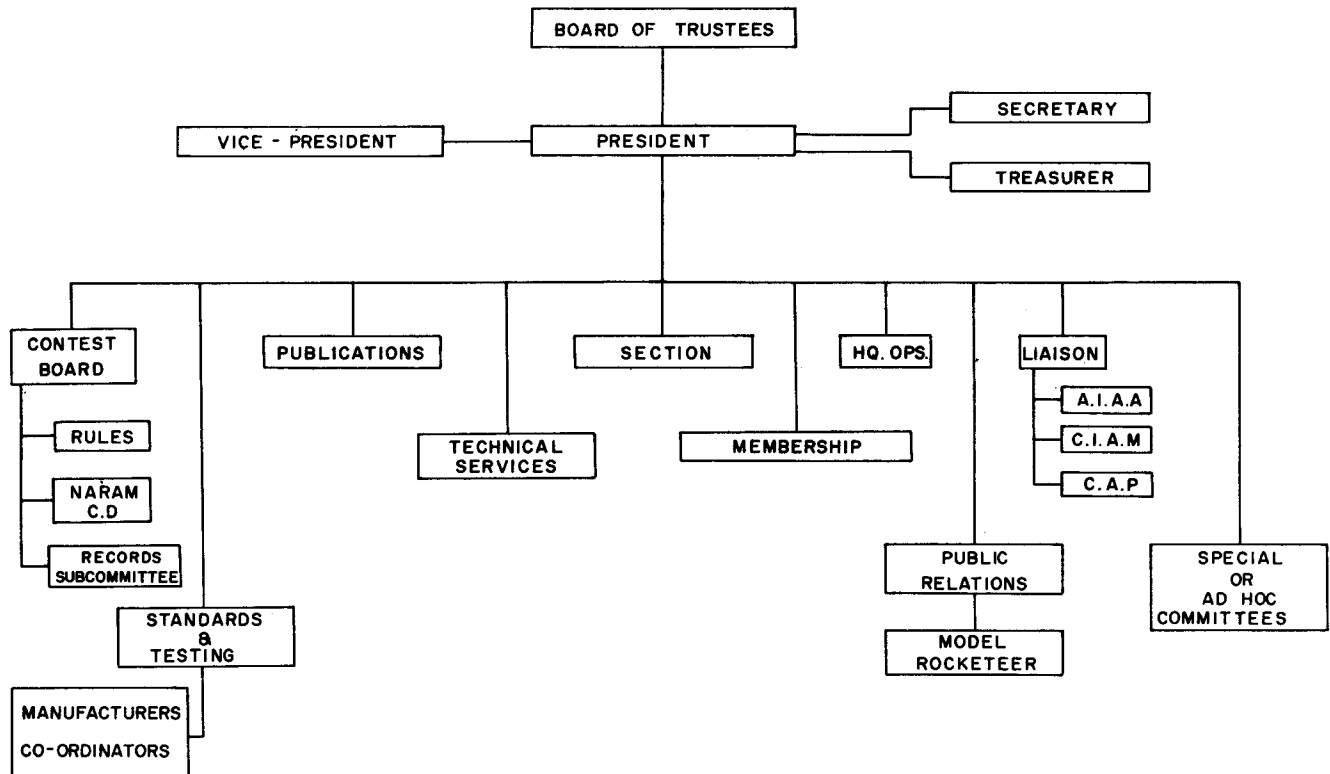 BOARD OF TRUSTEES
SECRETARY
VICE - PRESIDENT
PRESIDENT
TREASURER
CONTEST
BOARD
PUBLICATIONS
SECTION
HQ. OPS.
LIAISON
A.I.A.A
C.I.A.M
C.A.P
RULES
NARAM
C.D
RECORDS
SUBCOMMITTEE
TECHNICAL
SERVICES
MEMBERSHIP
STANDARDS
&
TESTING
MANUFACTURERS
CO-ORDINATORS
PUBLIC
RELATIONS
MODEL
ROCKETEER
SPECIAL
OR
AD HOC
COMMITTEES